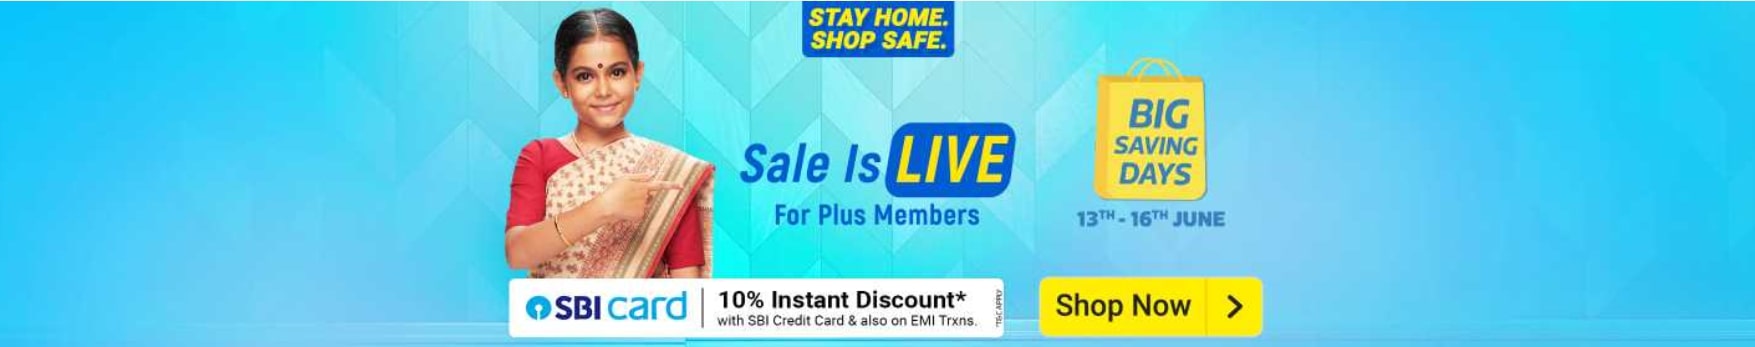 STAY HOME.
SHOP SAFE.
Sale Is LIVE
For Plus Members
BIG
SAVING
DAYS
13TH - 16TH JUNE
SBI card
10% Instant Discount*
with SBI Credit Card & also on EMI Trxns.
*T&C APPLY
Shop Now